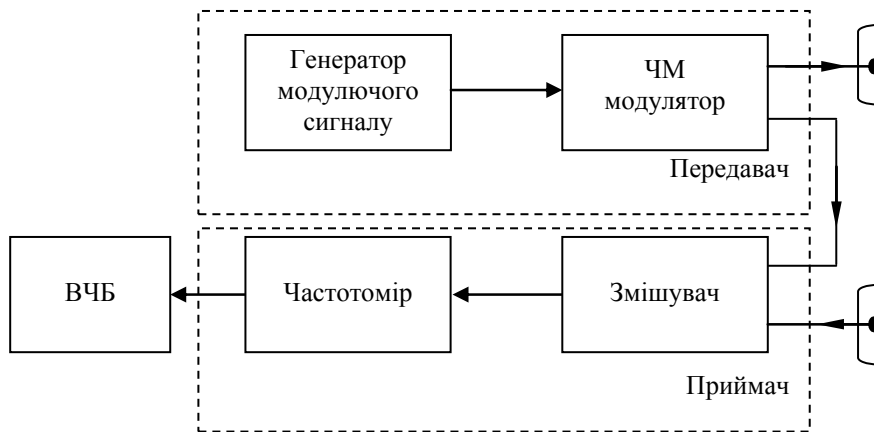 Генератор
модулючого
сигналу
ЧМ
модулятор
Передавач
ВЧБ
Частотомір
Змішувач
Приймач